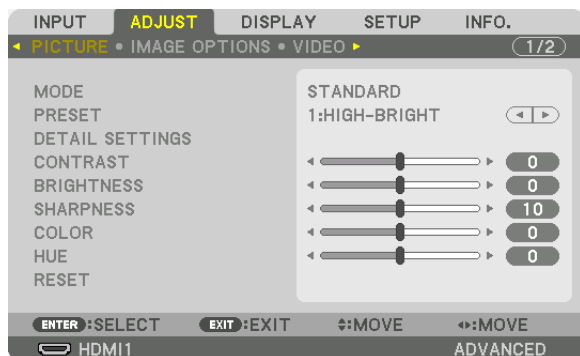 INPUT ADJUST DISPLAY SETUP INFO.
PICTURE • IMAGE OPTIONS • VIDEO 1/2
MODE STANDARD
PRESET 1:HIGH-BRIGHT
DETAIL SETTINGS
CONTRAST 0
BRIGHTNESS 0
SHARPNESS 10
COLOR 0
HUE 0
RESET
ENTER :SELECT EXIT :EXIT :MOVE :MOVE
HDMI1 ADVANCED